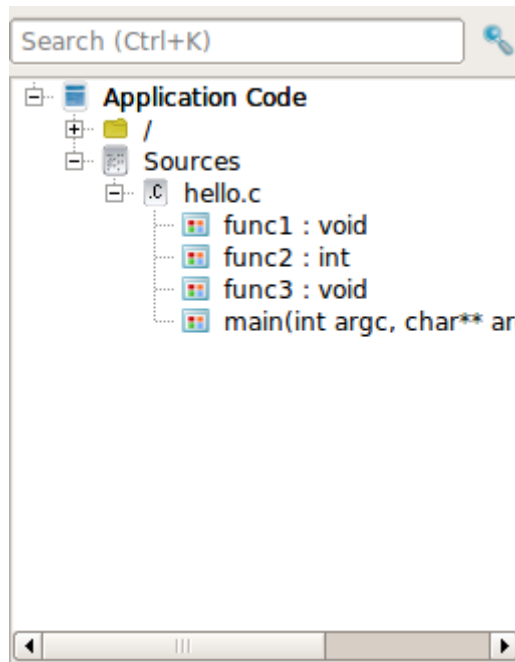 Search (Ctrl+K)
Application Code
/
Sources
.c hello.c
func1 : void
func2 : int
func3 : void
main(int argc, char** ar